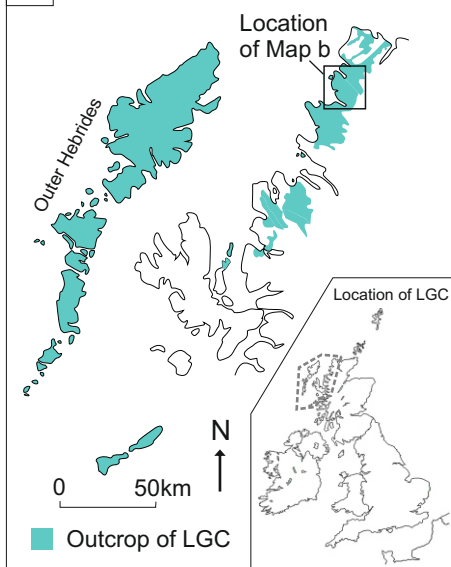 Location
of Map b
Outer Hebrides
Location of LGC
N
0 50km
Outcrop of LGC